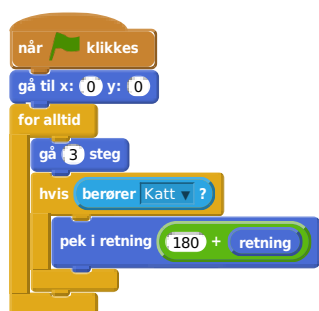 når klikkes
gå til x: 0 y: 0
for alltid
gå 3 steg
hvis berører Katt ?
pek i retning 180 + retning